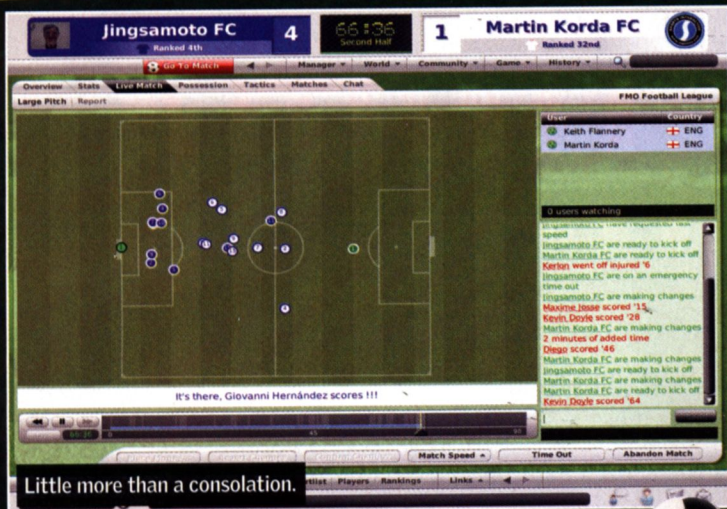 Jingsamoto FC 4
Ranked 4th
66:36
Second Half
1 Martin Korda FC
Ranked 32nd
Go To Match
Manager World Community Game History
Overview Stats Live Match Possession Tactics Matches Chat
Large Pitch Report
FMO Football League
User Country
Keith Flannery ENG
Martin Korda ENG
0 users watching
speed
Jingsamoto FC are ready to kick off
Martin Korda FC are ready to kick off
Kerlon went off injured '6
Jingsamoto FC are on an emergency
time out
Jingsamoto FC are making changes
Maxime Josse scored '15
Kevin Doyle scored '28
Martin Korda FC are making changes
2 minutes of added time
Diego scored '46
Martin Korda FC are making changes
Jingsamoto FC are ready to kick off
Martin Korda FC are making changes
Martin Korda FC are ready to kick off
Kevin Doyle scored '64
It's there, Giovanni Hernández scores !!!
0 45 90
Match Speed Time Out Abandon Match
Players Rankings Links
Little more than a consolation.